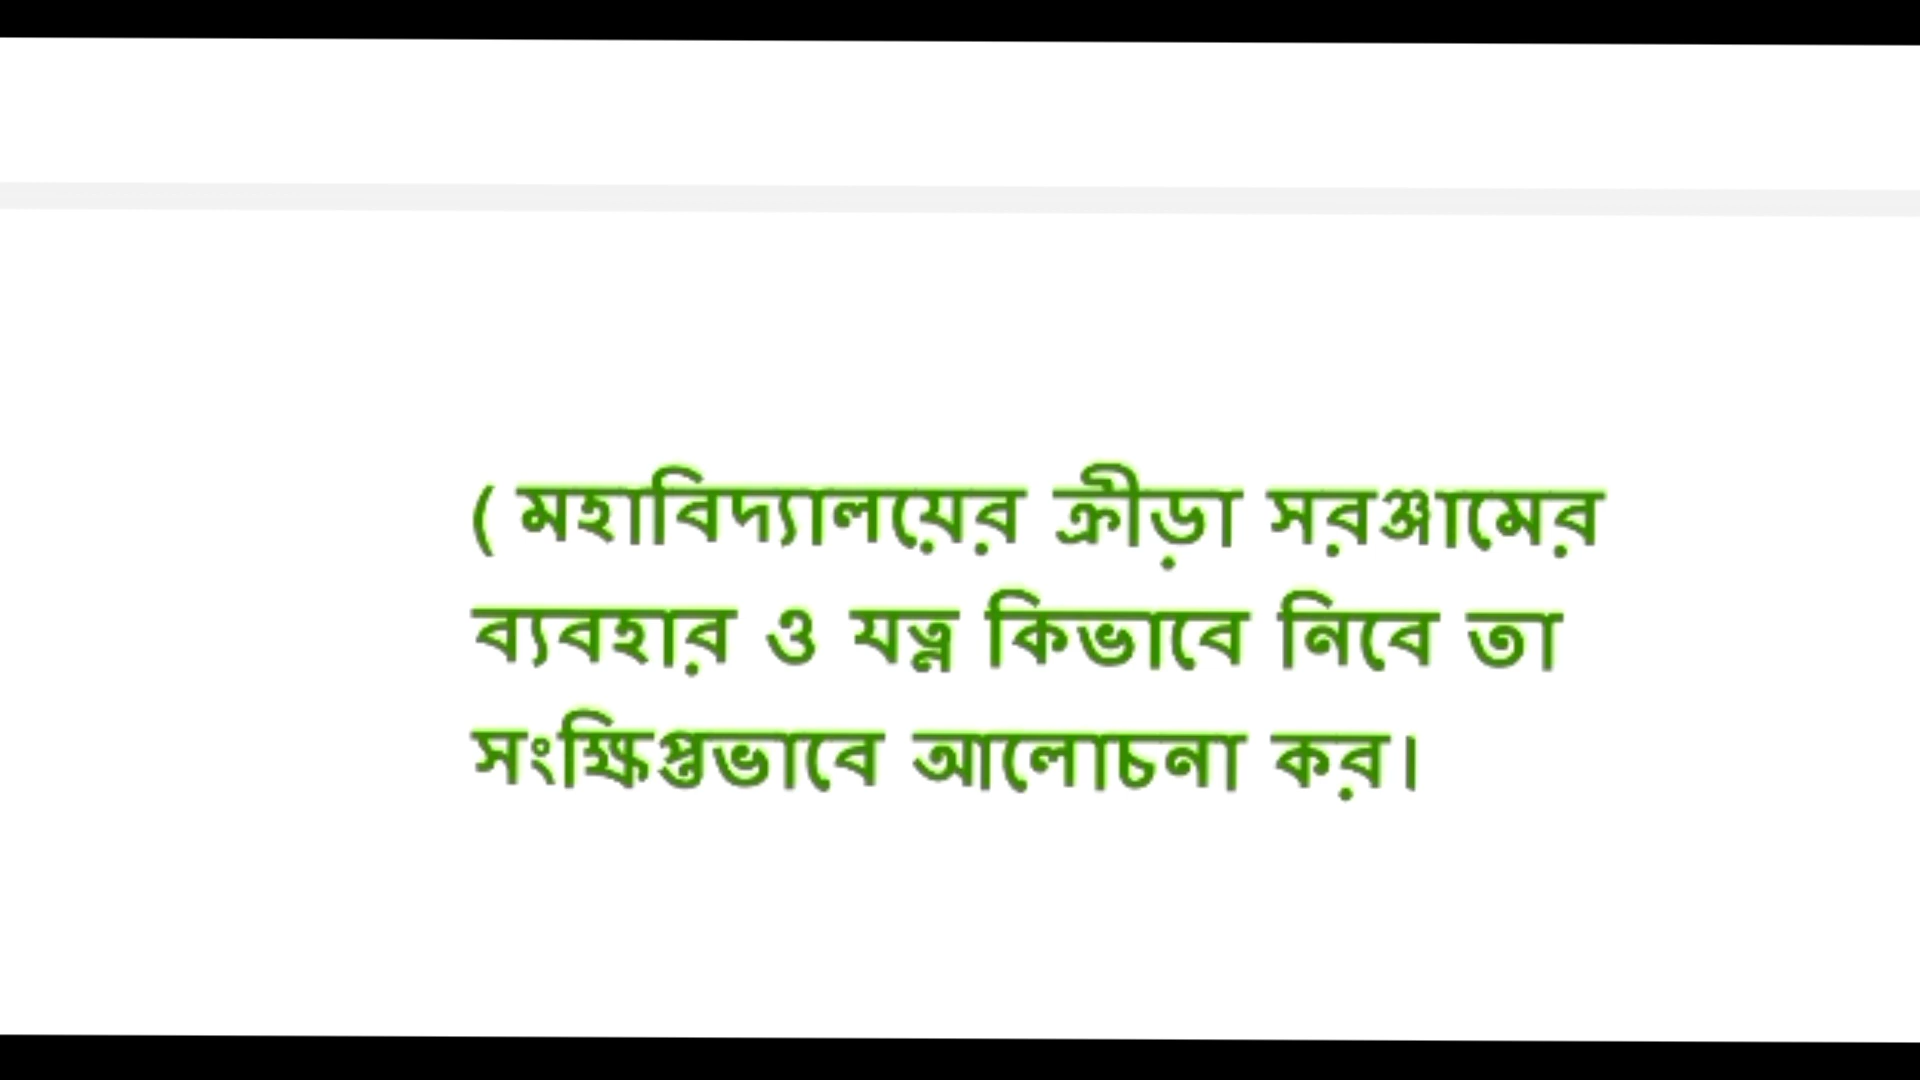 ( মহাবিদ্যালয়ের ক্রীড়া সরঞ্জামের
ব্যবহার ও যত্ন কিভাবে নিবে তা
সংক্ষিপ্তভাবে আলোচনা কর।